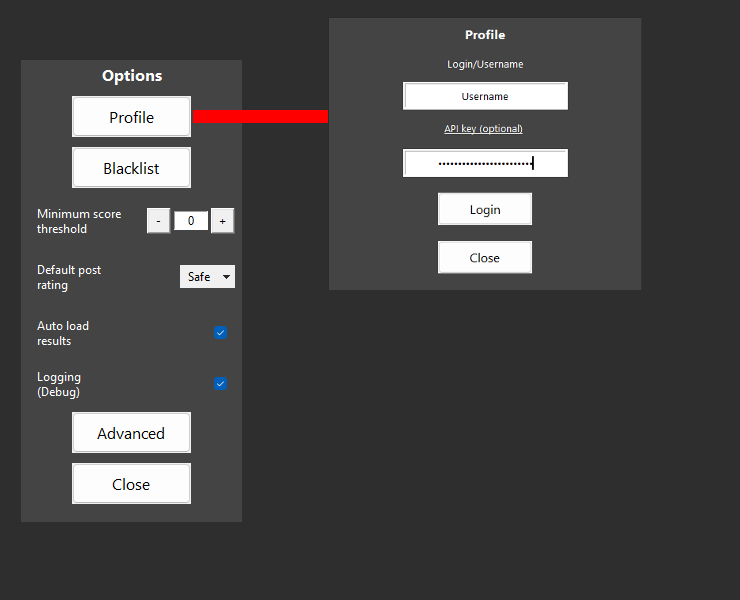 Options
Profile
Blacklist
Minimum score
threshold
- 0 +
Default post
rating
Safe
Auto load
results
Logging
(Debug)
Advanced
Close
Profile
Login/Username
Username
API key (optional)
Login
Close